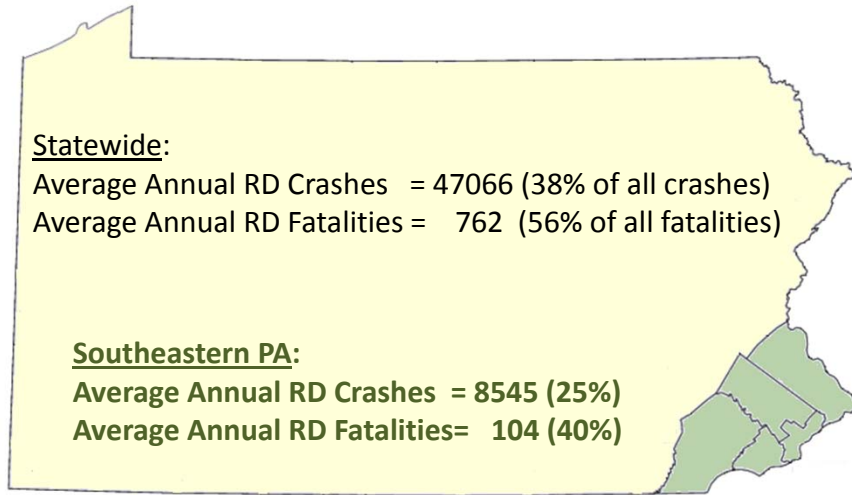 Statewide:
Average Annual RD Crashes = 47066 (38% of all crashes)
Average Annual RD Fatalities = 762 (56% of all fatalities)
Southeastern PA:
Average Annual RD Crashes = 8545 (25%)
Average Annual RD Fatalities= 104 (40%)